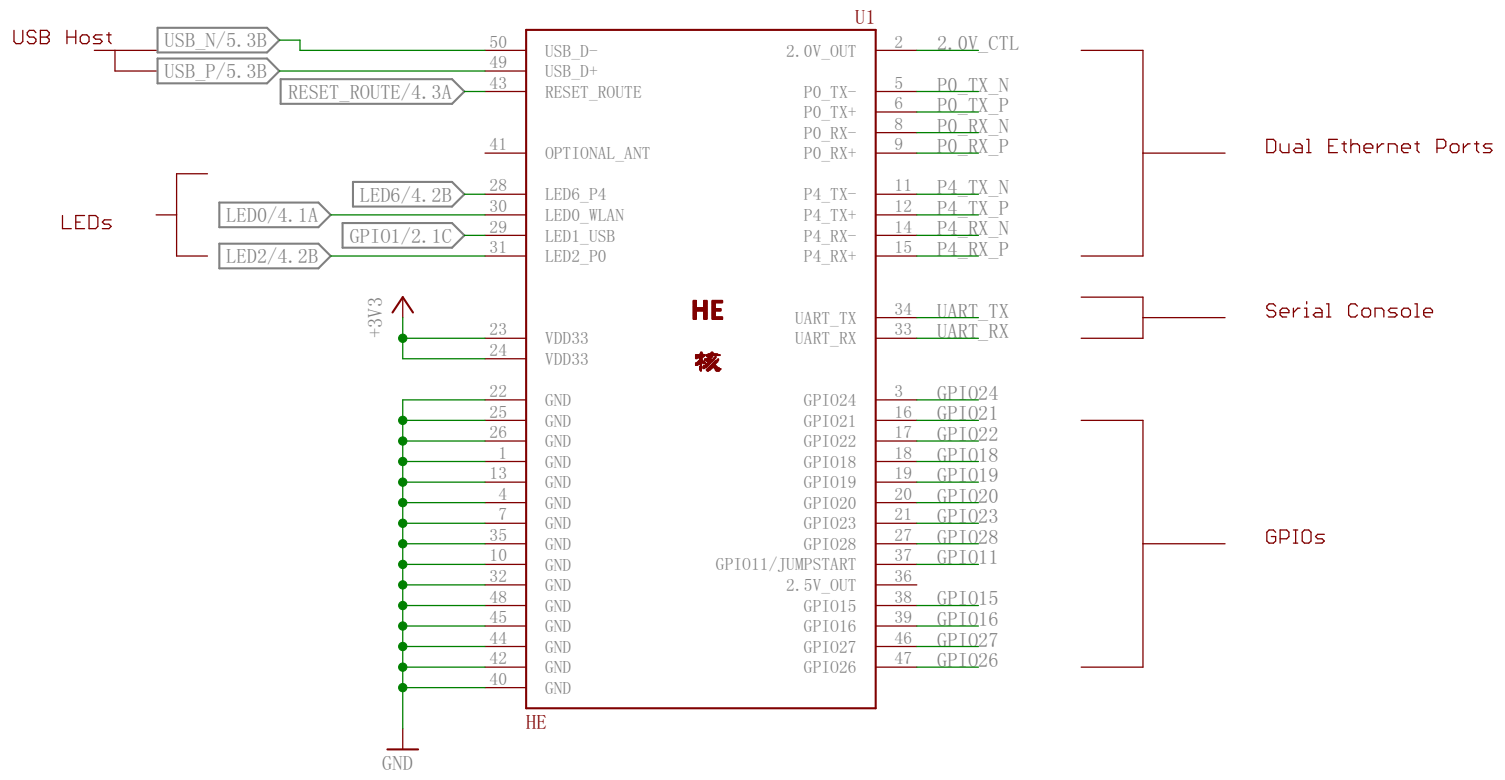 U1
USB Host
USB_N/5.3B
50
USB_D-
2.0V_OUT
2
2.0V_CTL
USB_P/5.3B
49
USB_D+
RESET_ROUTE/4.3A
43
RESET_ROUTE
P0_TX-
5
P0_TX_N
P0_TX+
6
P0_TX_P
P0_RX-
8
P0_RX_N
41
OPTIONAL_ANT
P0_RX+
9
P0_RX_P
Dual Ethernet Ports
LED6/4.2B
28
LED6_P4
P4_TX-
11
P4_TX_N
LEDs
LED0/4.1A
30
LED0_WLAN
P4_TX+
12
P4_TX_P
GPIO1/2.1C
29
LED1_USB
P4_RX-
14
P4_RX_N
LED2/4.2B
31
LED2_P0
P4_RX+
15
P4_RX_P
+3V3
HE
UART_TX
34
UART_TX
Serial Console
23
VDD33
UART_RX
33
UART_RX
24
VDD33
核
22
GND
GPIO24
3
GPIO24
25
GND
GPIO21
16
GPIO21
26
GND
GPIO22
17
GPIO22
1
GND
GPIO18
18
GPIO18
13
GND
GPIO19
19
GPIO19
4
GND
GPIO20
20
GPIO20
7
GND
GPIO23
21
GPIO23
35
GND
GPIO28
27
GPIO28
GPIOs
10
GND
GPIO11/JUMPSTART
37
GPIO11
32
GND
2.5V_OUT
36
48
GND
GPIO15
38
GPIO15
45
GND
GPIO16
39
GPIO16
44
GND
GPIO27
46
GPIO27
42
GND
GPIO26
47
GPIO26
40
GND
HE
GND